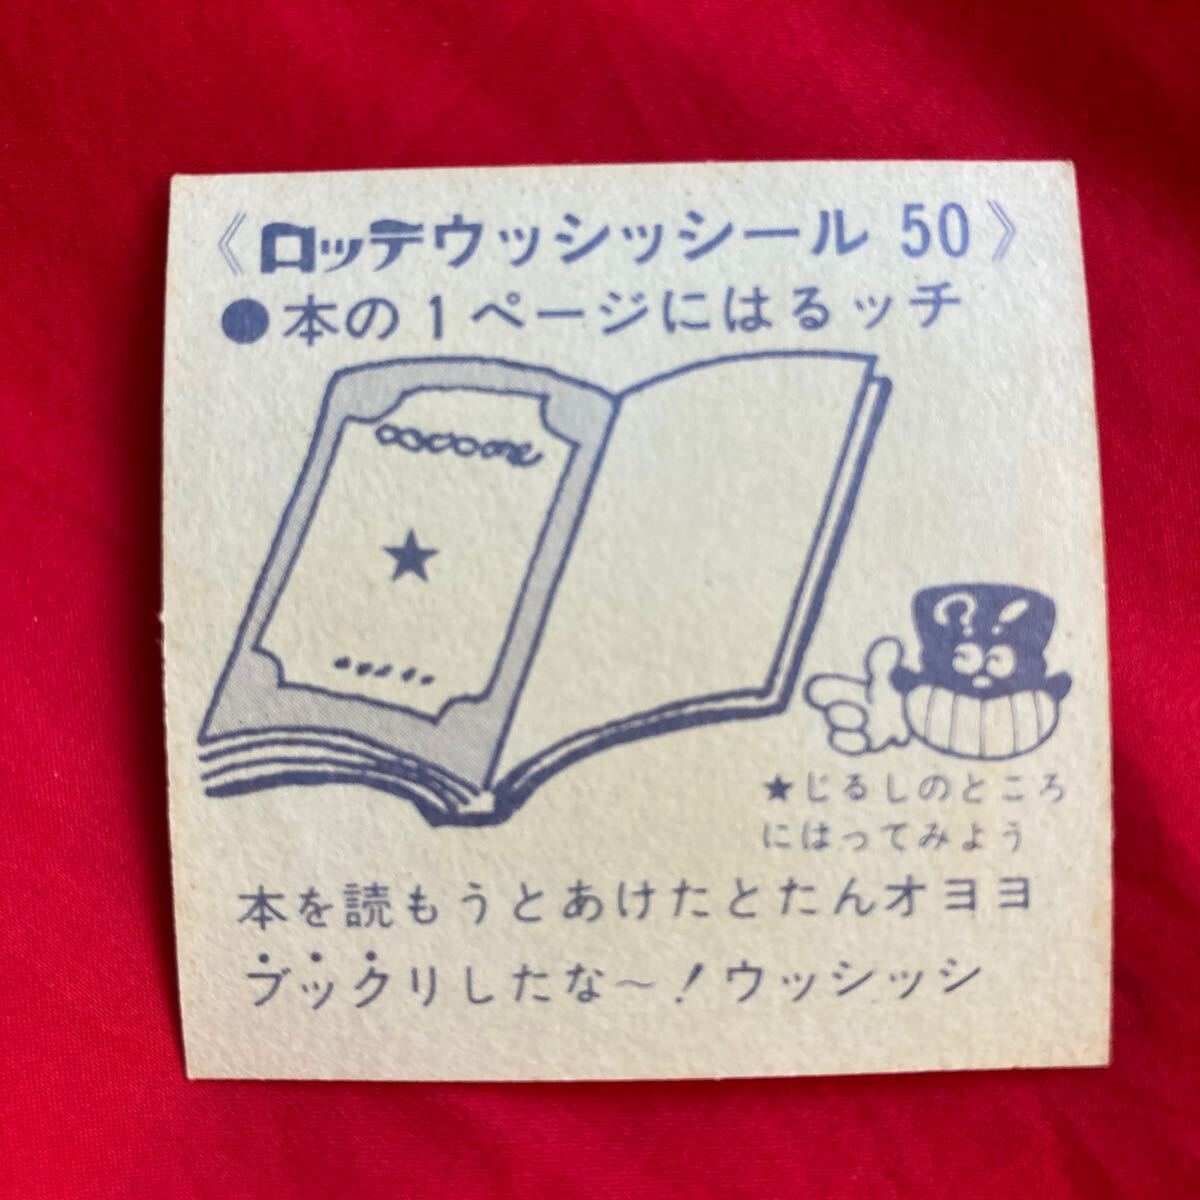 《ロッテウッシッシール 50》
●本の1ページにはるッチ
?!
★じるしのところ
にはってみよう
本を読もうとあけたとたんオヨヨ
ブックリしたな〜!ウッシッシ